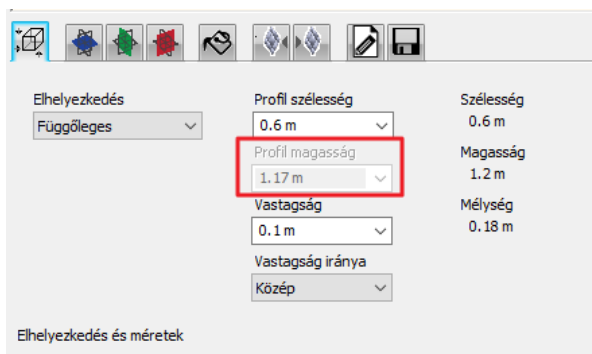 Elhelyezkedés
Profil szélesség
Szélesség
Függőleges
0.6 m
0.6 m
Profil magasság
Magasság
1.17 m
1.2 m
Vastagság
Mélység
0.1 m
0.18 m
Vastagság iránya
Közép
Elhelyezkedés és méretek